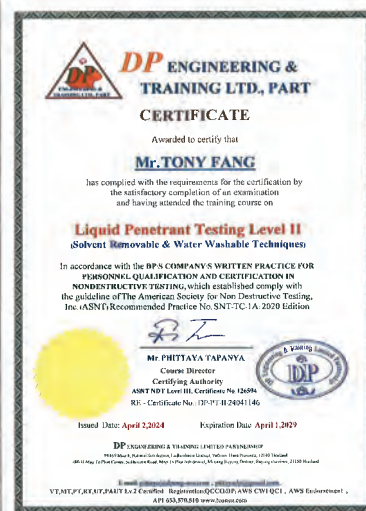 DP
ENGINEERING &
TRAINING LTD., PART
DP ENGINEERING &
TRAINING LTD., PART
CERTIFICATE
Awarded to certify that
Mr.TONY FANG
has complied with the requirements for the certification by
the satisfactory completion of an examination
and having attended the training course on
Liquid Penetrant Testing Level II
(Solvent Removable & Water Washable Techniques)
In accordance with the DP'S COMPANY'S WRITTEN PRACTICE FOR
PERSONNEL QUALIFICATION AND CERTIFICATION IN
NONDESTRUCTIVE TESTING, which established comply with
the guideline of The American Society for Non Destructive Testing,
Inc. (ASNT) Recommended Practice No. SNT-TC-1A: 2020 Edition
Mr. PHITTAYA TAPANYA
Course Director
Certifying Authority
ASNT NDT Level III, Certificate No 126594
RE - Certificate No.: DP-PT-II-24041146
DP
Issued Date: April 2,2024 Expiration Date April 1,2029
DP ENGINEERING & TRAINING LIMITED PARTNERSHIP
VT,MT,PT,RT,UT,PAUT Lv.2 Certified
API 653,570,510